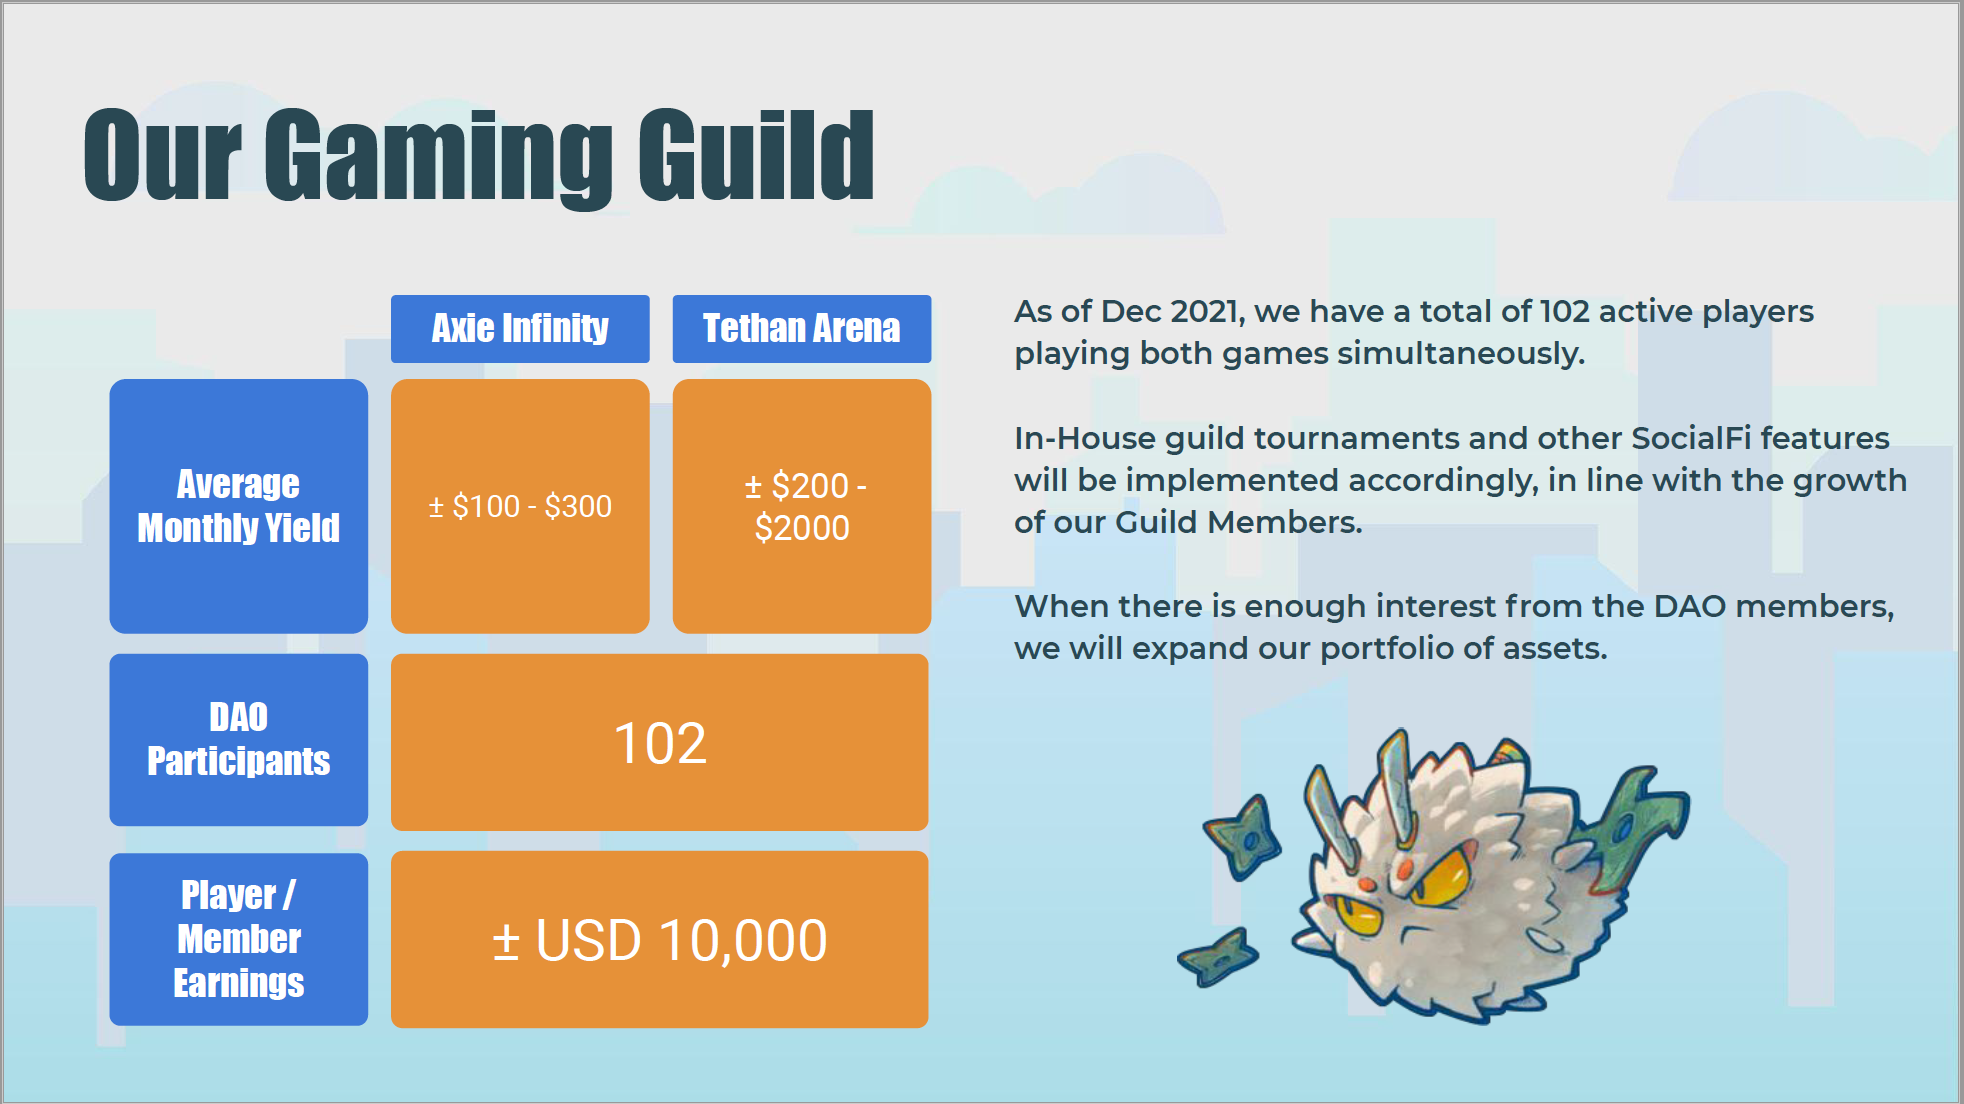 Our Gaming Guild
Axie Infinity
Tethan Arena
Average
Monthly Yield
± $100 - $300
± $200 -
$2000
DAO
Participants
102
Player /
Member
Earnings
± USD 10,000
As of Dec 2021, we have a total of 102 active players
playing both games simultaneously.
In-House guild tournaments and other SocialFi features
will be implemented accordingly, in line with the growth
of our Guild Members.
When there is enough interest from the DAO members,
we will expand our portfolio of assets.